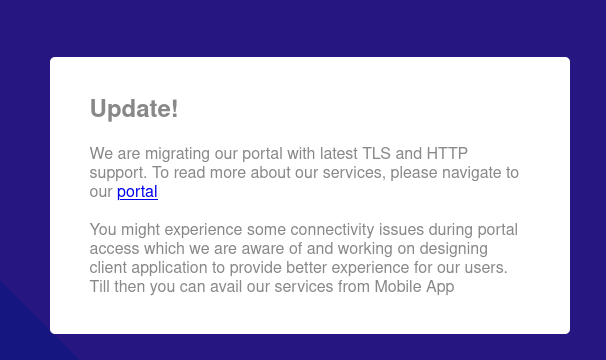 Update!
We are migrating our portal with latest TLS and HTTP
support. To read more about our services, please navigate to
our portal
You might experience some connectivity issues during portal
access which we are aware of and working on designing
client application to provide better experience for our users.
Till then you can avail our services from Mobile App